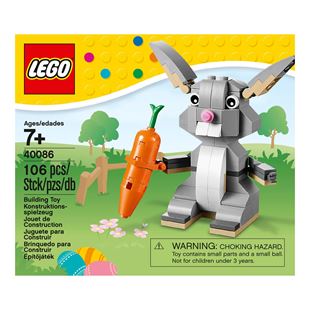 LEGO
Ages/edades
7+
40086
106 pcs/
Stck/pzs/db
Building Toy
Konstruktions-
spielzeug
Jouet de
Construction
Juguete para
Construir
Brinquedo para
Construir
Építőjáték
WARNING: CHOKING HAZARD.
Toy contains small parts and a small ball.
Not for children under 3 years.